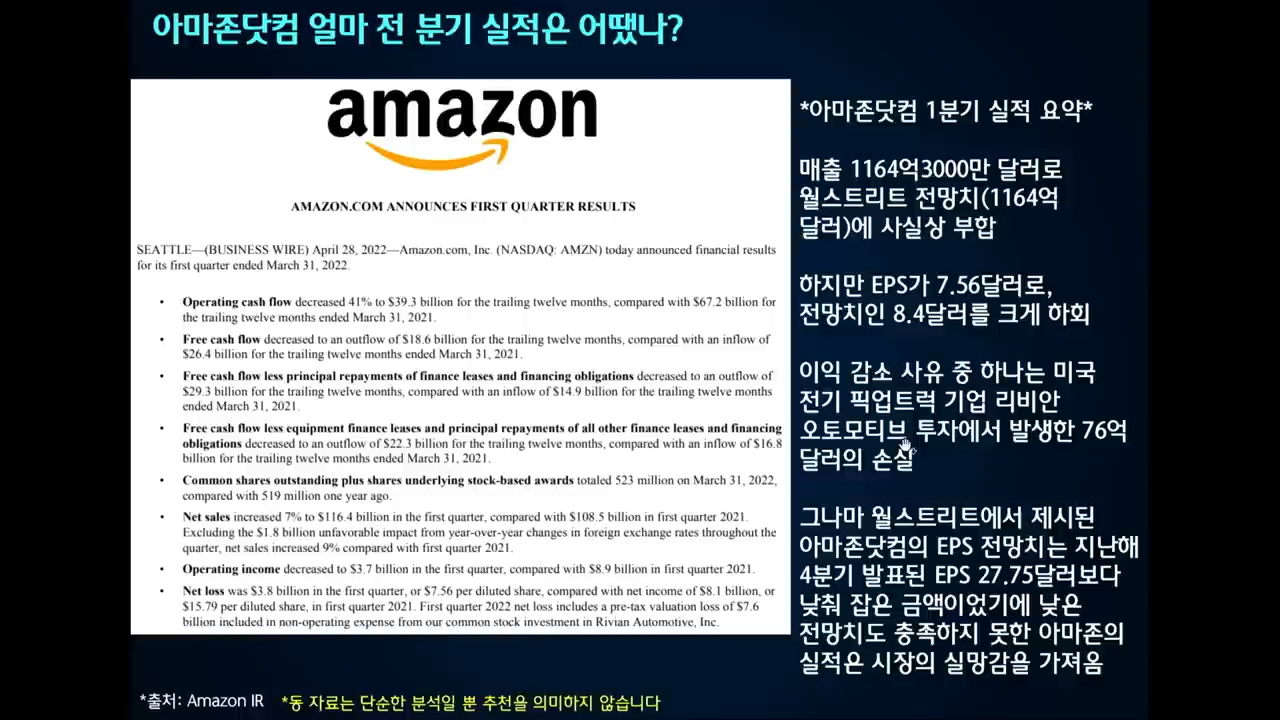 아마존닷컴 얼마 전 분기 실적은 어땠나?
amazon
AMAZON.COM ANNOUNCES FIRST QUARTER RESULTS
SEATTLE—(BUSINESS WIRE) April 28, 2022—Amazon.com, Inc. (NASDAQ: AMZN) today announced financial results
for its first quarter ended March 31, 2022.
• Operating cash flow decreased 41% to $39.3 billion for the trailing twelve months, compared with $67.2 billion for
the trailing twelve months ended March 31, 2021.
• Free cash flow decreased to an outflow of $18.6 billion for the trailing twelve months, compared with an inflow of
$26.4 billion for the trailing twelve months ended March 31, 2021.
• Free cash flow less principal repayments of finance leases and financing obligations decreased to an outflow of
$29.3 billion for the trailing twelve months, compared with an inflow of $14.9 billion for the trailing twelve months
ended March 31, 2021.
• Free cash flow less equipment finance leases and principal repayments of all other finance leases and financing
obligations decreased to an outflow of $22.3 billion for the trailing twelve months, compared with an inflow of $16.8
billion for the trailing twelve months ended March 31, 2021.
• Common shares outstanding plus shares underlying stock-based awards totaled 523 million on March 31, 2022,
compared with 519 million one year ago.
• Net sales increased 7% to $116.4 billion in the first quarter, compared with $108.5 billion in first quarter 2021.
Excluding the $1.8 billion unfavorable impact from year-over-year changes in foreign exchange rates throughout the
quarter, net sales increased 9% compared with first quarter 2021.
• Operating income decreased to $3.7 billion in the first quarter, compared with $8.9 billion in first quarter 2021.
• Net loss was $3.8 billion in the first quarter, or $7.56 per diluted share, compared with net income of $8.1 billion, or
$15.79 per diluted share, in first quarter 2021. First quarter 2022 net loss includes a pre-tax valuation loss of $7.6
billion included in non-operating expense from our common stock investment in Rivian Automotive, Inc.
*아마존닷컴 1분기 실적 요약*
매출 1164억3000만 달러로
월스트리트 전망치(1164억
달러)에 사실상 부합
하지만 EPS가 7.56달러로,
전망치인 8.4달러를 크게 하회
이익 감소 사유 중 하나는 미국
전기 픽업트럭 기업 리비안
오토모티브 투자에서 발생한 76억
달러의 손실
그나마 월스트리트에서 제시된
아마존닷컴의 EPS 전망치는 지난해
4분기 발표된 EPS 27.75달러보다
낮춰 잡은 금액이었기에 낮은
전망치도 충족하지 못한 아마존의
실적은 시장의 실망감을 가져옴
*출처: Amazon IR *동 자료는 단순한 분석일 뿐 추천을 의미하지 않습니다